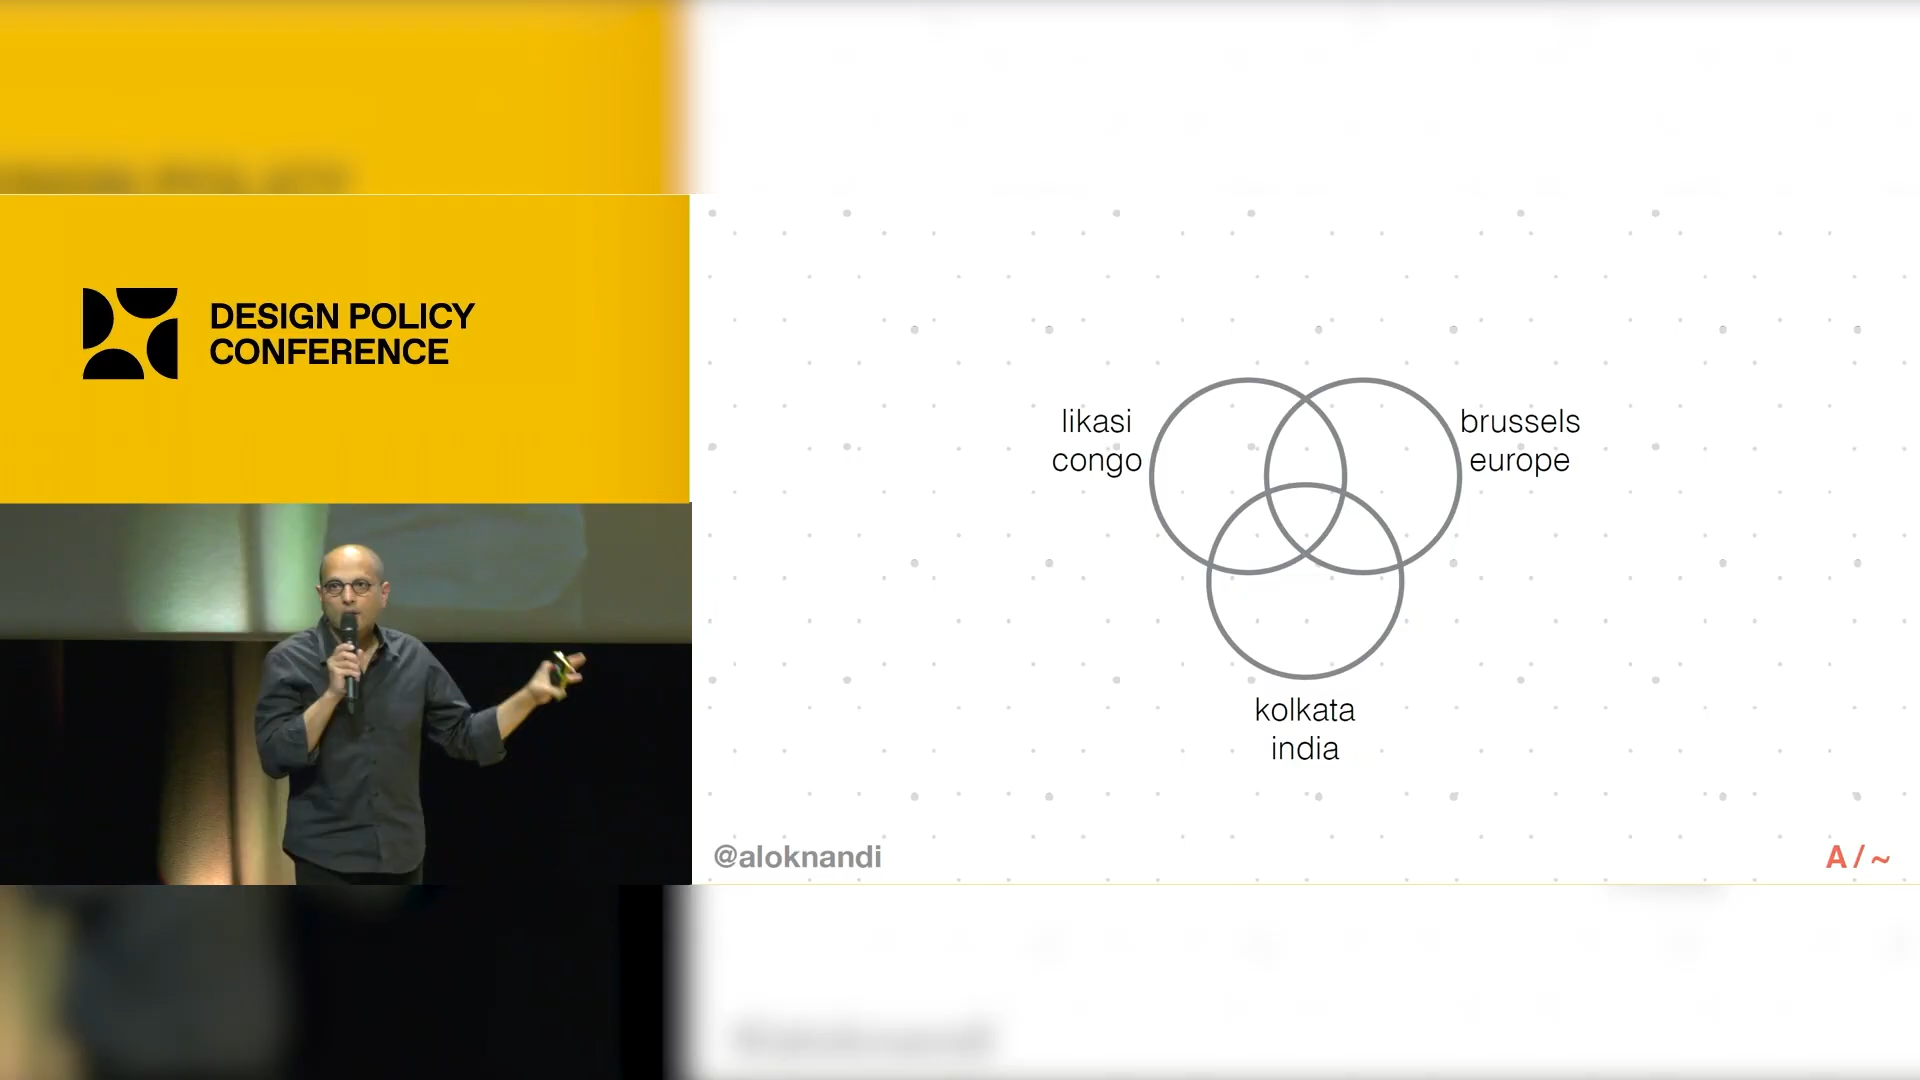 DESIGN POLICY
CONFERENCE
likasi
congo
brussels
europe
kolkata
india
@aloknandi
A / ~